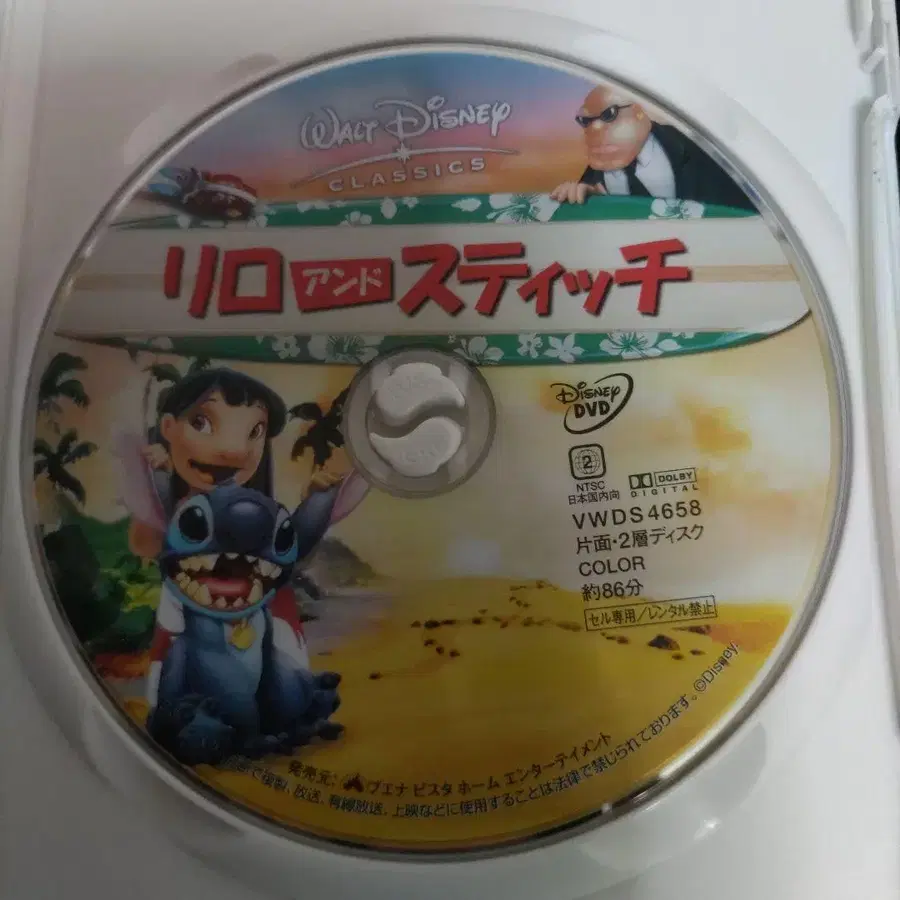 WALT DISNEY
CLASSICS
リロ アンド スティッチ
DISNEY
DVD
2
NTSC
日本国内向
DOLBY
DIGITAL
VWDS4658
片面・2層ディスク
COLOR
約86分
セル専用/レンタル禁止
発売元: ブエナ ビスタ ホーム エンターテイメント
で複製、放送、有線放送、上映などに使用することは法律で禁じられております。©Disney.